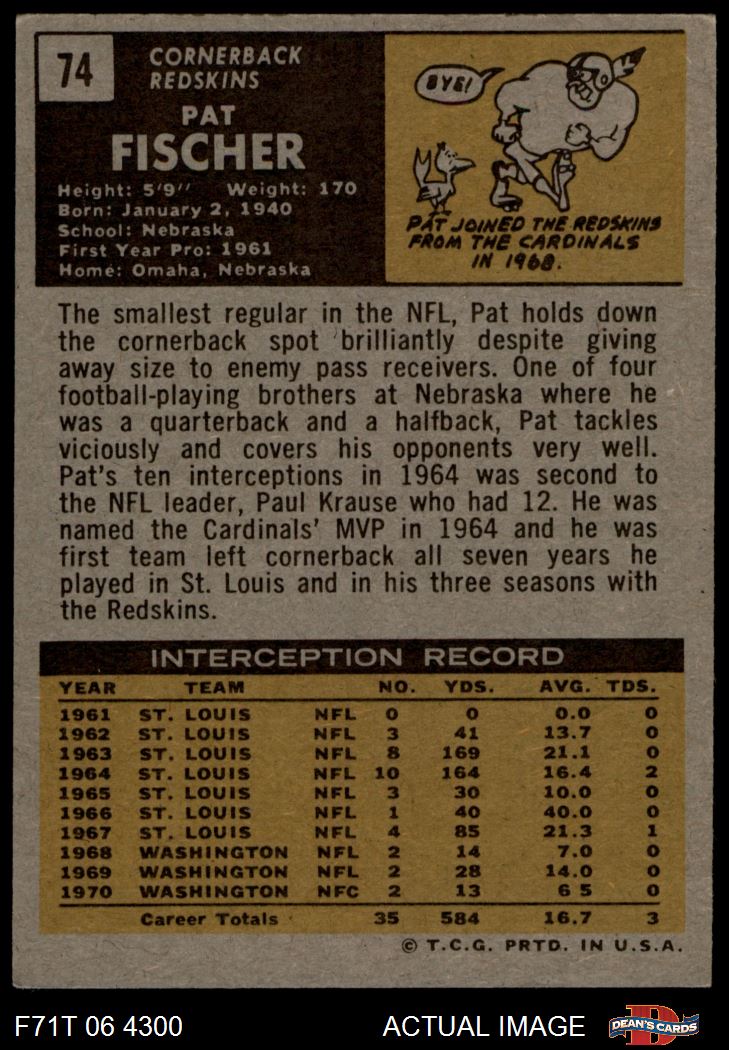 74
CORNERBACK
REDSKINS
PAT
FISCHER
Height: 5'9" Weight: 170
Born: January 2, 1940
School: Nebraska
First Year Pro: 1961
Home: Omaha, Nebraska
BYE!
PAT JOINED THE REDSKINS
FROM THE CARDINALS
IN 1968.
The smallest regular in the NFL, Pat holds down
the cornerback spot brilliantly despite giving
away size to enemy pass receivers. One of four
football-playing brothers at Nebraska where he
was a quarterback and a halfback, Pat tackles
viciously and covers his opponents very well.
Pat's ten interceptions in 1964 was second to
the NFL leader, Paul Krause who had 12. He was
named the Cardinals' MVP in 1964 and he was
first team left cornerback all seven years he
played in St. Louis and in his three seasons with
the Redskins.
INTERCEPTION RECORD
YEAR TEAM NO. YDS. AVG. TDS.
1961 ST. LOUIS NFL 0 0 0.0 0
1962 ST. LOUIS NFL 3 41 13.7 0
1963 ST. LOUIS NFL 8 169 21.1 0
1964 ST. LOUIS NFL 10 164 16.4 2
1965 ST. LOUIS NFL 3 30 10.0 0
1966 ST. LOUIS NFL 1 40 40.0 0
1967 ST. LOUIS NFL 4 85 21.3 1
1968 WASHINGTON NFL 2 14 7.0 0
1969 WASHINGTON NFL 2 28 14.0 0
1970 WASHINGTON NFC 2 13 6 5 0
Career Totals 35 584 16.7 3
© T.C.G. PRTD. IN U.S.A.
F71T 06 4300 ACTUAL IMAGE D DEAN'S CARDS